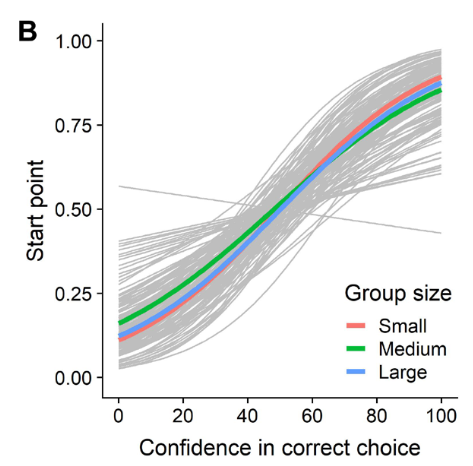 B
1.00
0.75
0.50
0.25
0.00
Start point
0 20 40 60 80 100
Confidence in correct choice
Group size
Small
Medium
Large